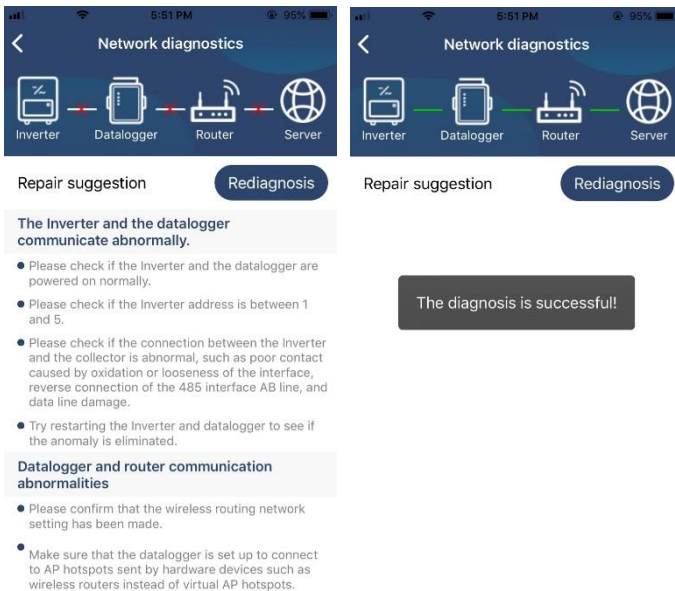 5:51 PM
95%
Network diagnostics
Inverter
Datalogger
Router
Server
Repair suggestion
Rediagnosis
The Inverter and the datalogger
communicate abnormally.
Please check if the Inverter and the datalogger are
powered on normally.
Please check if the Inverter address is between 1
and 5.
Please check if the connection between the Inverter
and the collector is abnormal, such as poor contact
caused by oxidation or looseness of the interface,
reverse connection of the 485 interface AB line, and
data line damage.
Try restarting the Inverter and datalogger to see if
the anomaly is eliminated.
Datalogger and router communication
abnormalities
Please confirm that the wireless routing network
setting has been made.
Make sure that the datalogger is set up to connect
to AP hotspots sent by hardware devices such as
wireless routers instead of virtual AP hotspots.
5:51 PM
95%
Network diagnostics
Inverter
Datalogger
Router
Server
Repair suggestion
Rediagnosis
The diagnosis is successful!